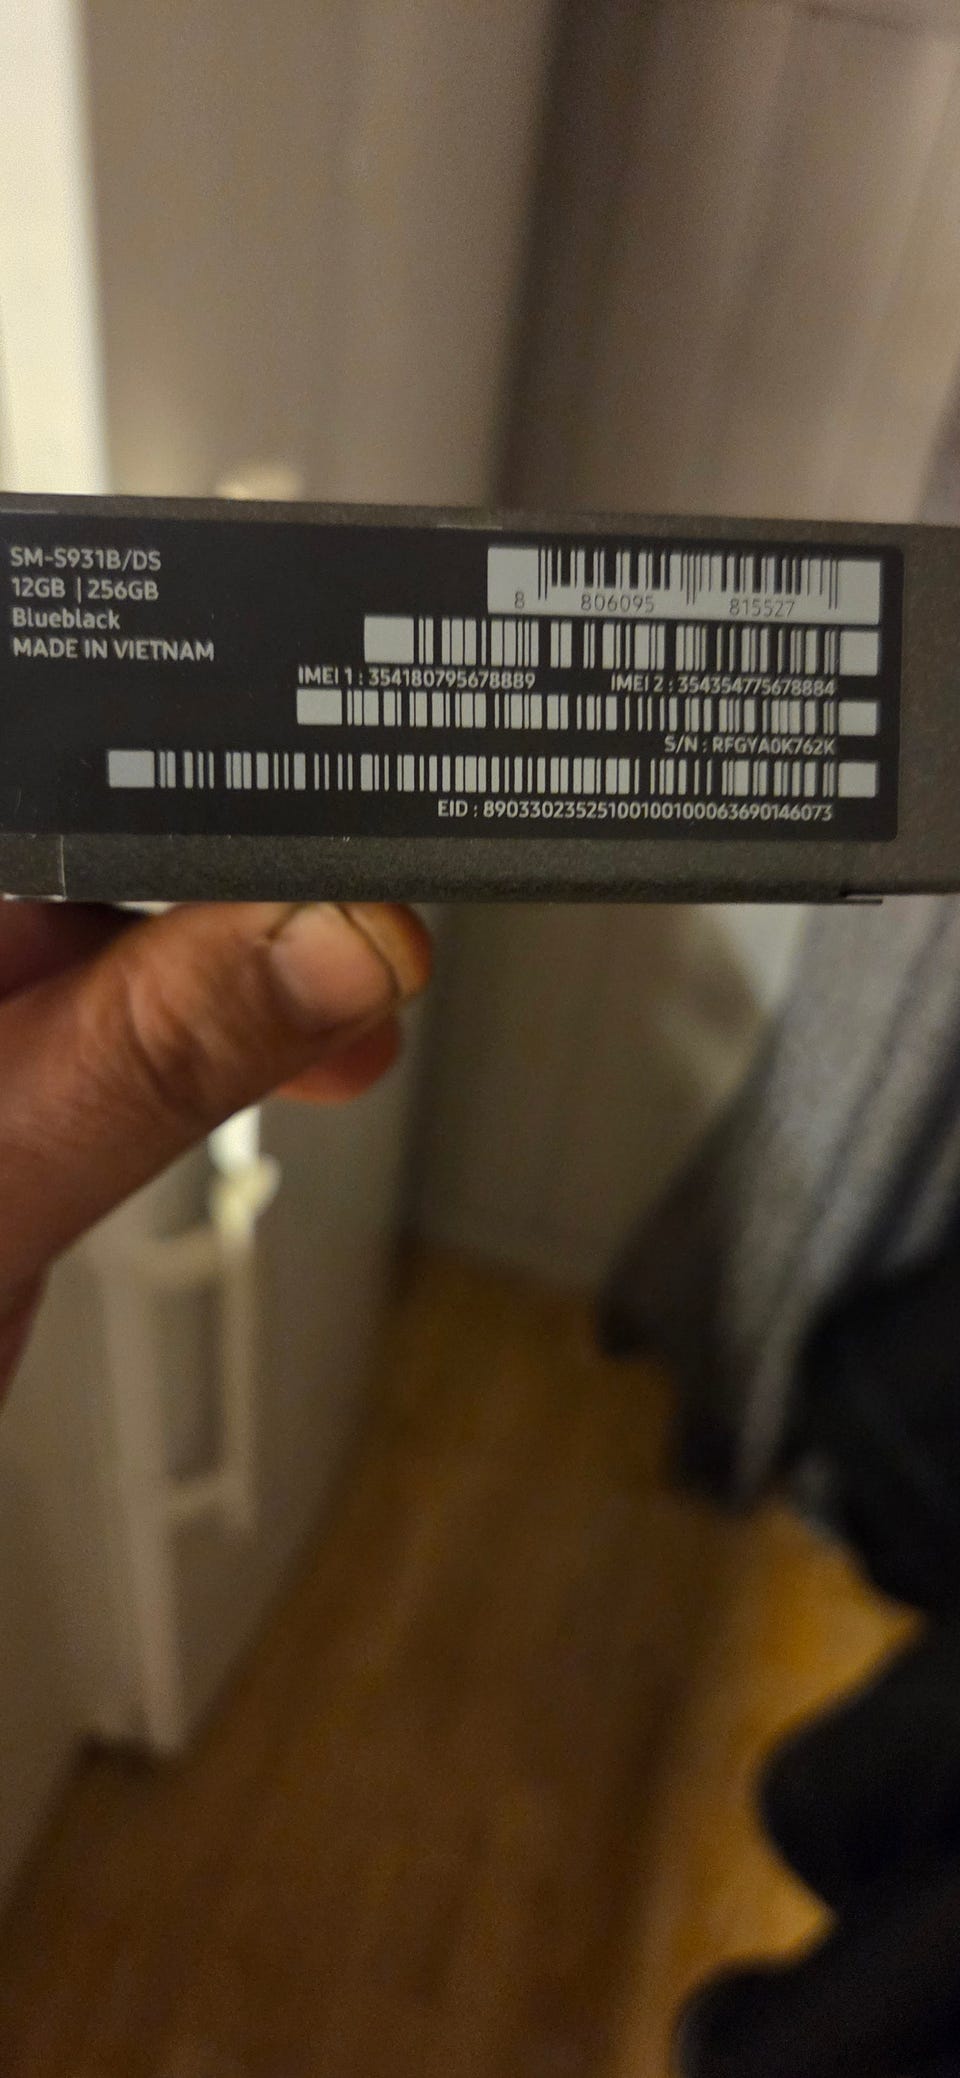 SM-S931B/DS
12GB | 256GB
Blueblack
MADE IN VIETNAM
8 806095 815527
IMEI 1 : 354180795678889 IMEI 2 : 354354775678884
S/N : RFGYA0K762K
EID : 89033023525100100100063690146073